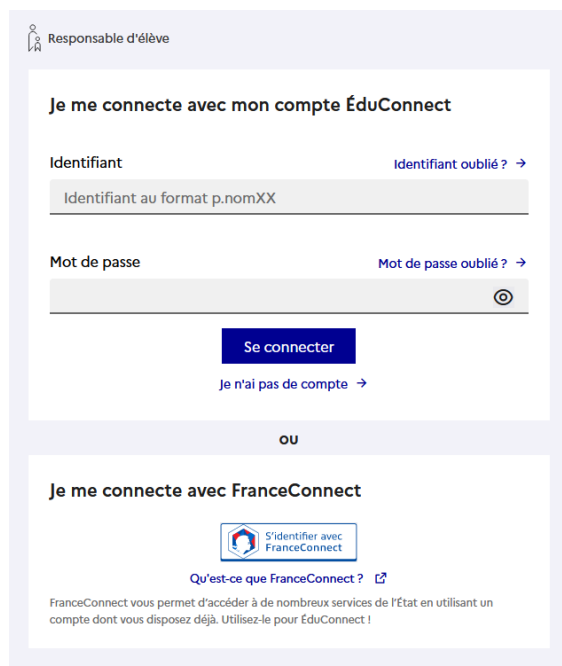 Responsable d'élève
Je me connecte avec mon compte ÉduConnect
Identifiant
Identifiant oublié ? →
Identifiant au format p.nomXX
Mot de passe
Mot de passe oublié ? →
Se connecter
Je n'ai pas de compte →
ou
Je me connecte avec FranceConnect
S'identifier avec
FranceConnect
Qu'est-ce que FranceConnect ?
FranceConnect vous permet d'accéder à de nombreux services de l'État en utilisant un
compte dont vous disposez déjà. Utilisez-le pour ÉduConnect !